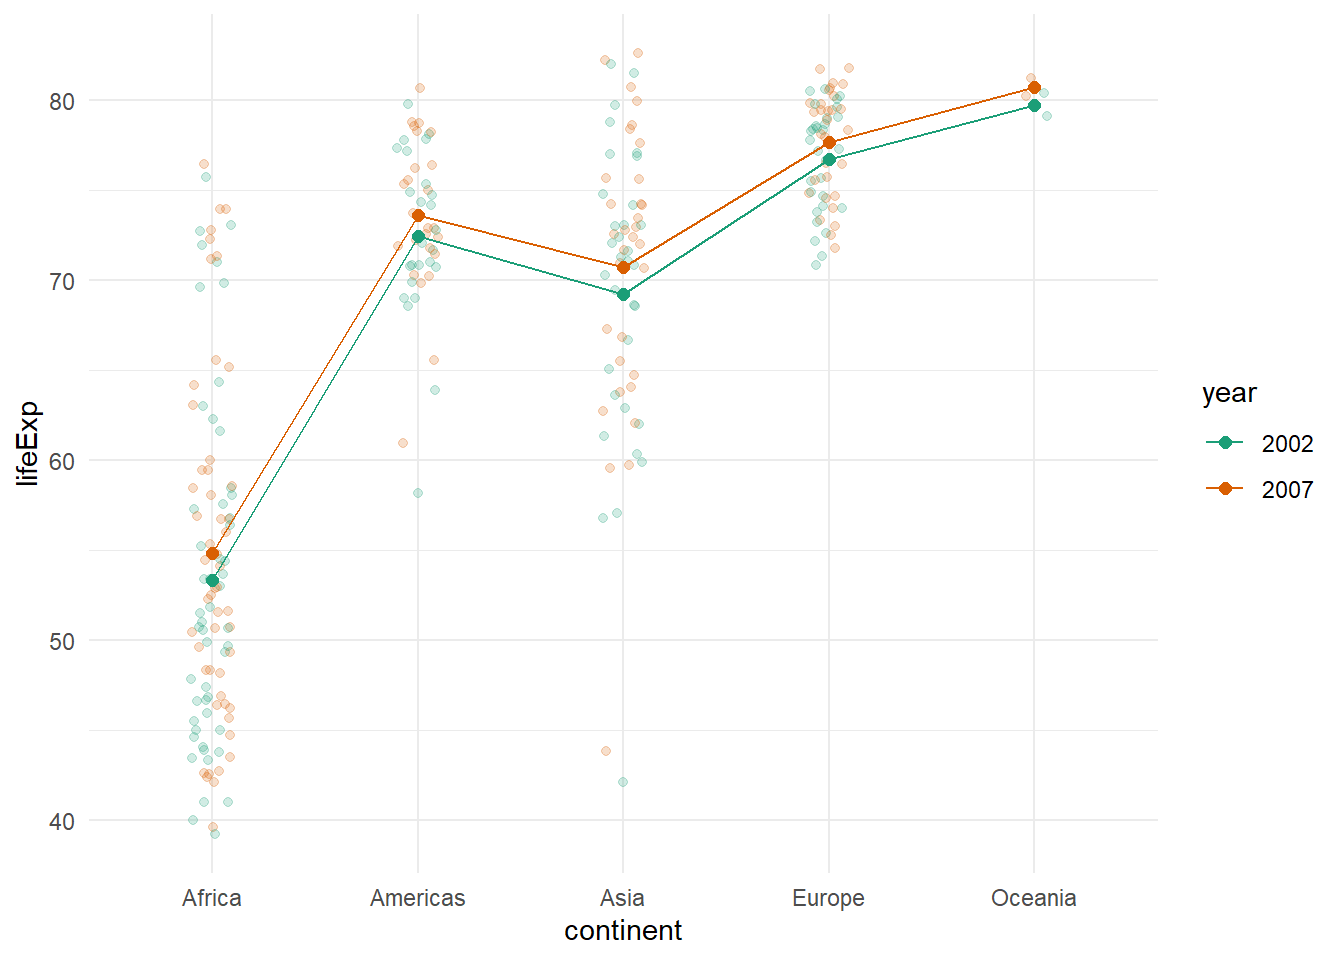 80
70
60
50
40
lifeExp
Africa
Americas
Asia
Europe
Oceania
continent
year
2002
2007